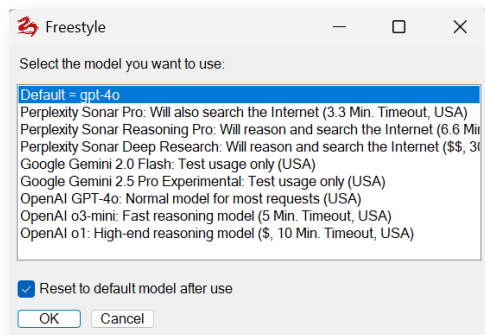 Freestyle
Select the model you want to use:
Default = gpt-4o
Perplexity Sonar Pro: Will also search the Internet (3.3 Min. Timeout, USA)
Perplexity Sonar Reasoning Pro: Will reason and search the Internet (6.6
Perplexity Sonar Deep Research: Will reason and search the Internet ($$,
Google Gemini 2.0 Flash: Test usage only (USA)
Google Gemini 2.5 Pro Experimental: Test usage only (USA)
OpenAI GPT-4o: Normal model for most requests (USA)
OpenAI o3-mini: Fast reasoning model (5 Min. Timeout, USA)
OpenAI o1: High-end reasoning model ($, 10 Min. Timeout, USA)
Reset to default model after use
OK Cancel